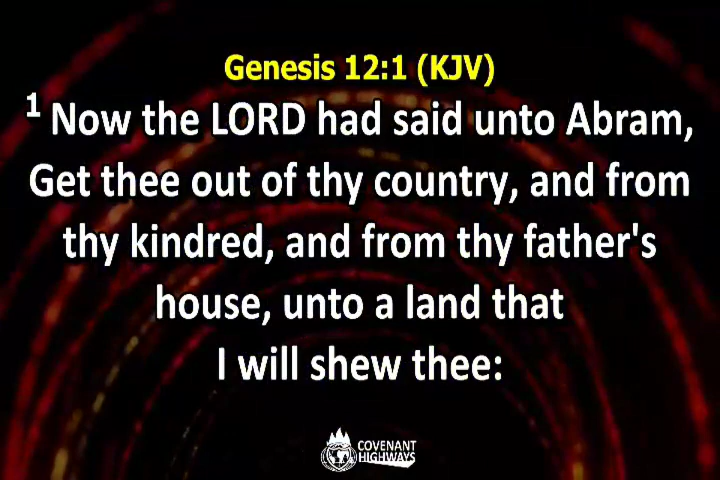 Genesis 12:1 (KJV)
1 Now the LORD had said unto Abram,
Get thee out of thy country, and from
thy kindred, and from thy father's
house, unto a land that
I will shew thee:
COVENANT
HIGHWAYS